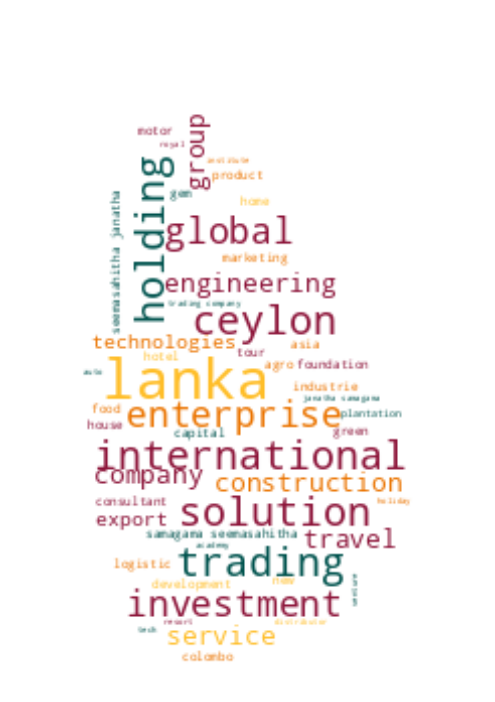 motor
royal
group
institute
product
holding
gem
home
seemasahitha janatha
global
marketing
engineering
trading company
ceylon
technologies
asia
tour
hotel
agro
foundation
auto
lanka
industrie
janatha samagama
food
enterprise
plantation
house
capital
green
international
company
construction
consultant
holiday
export
solution
samagama seemasahitha
travel
academy
trading
logistic
development
new
venture
investment
resort
distributor
tech
service
colombo